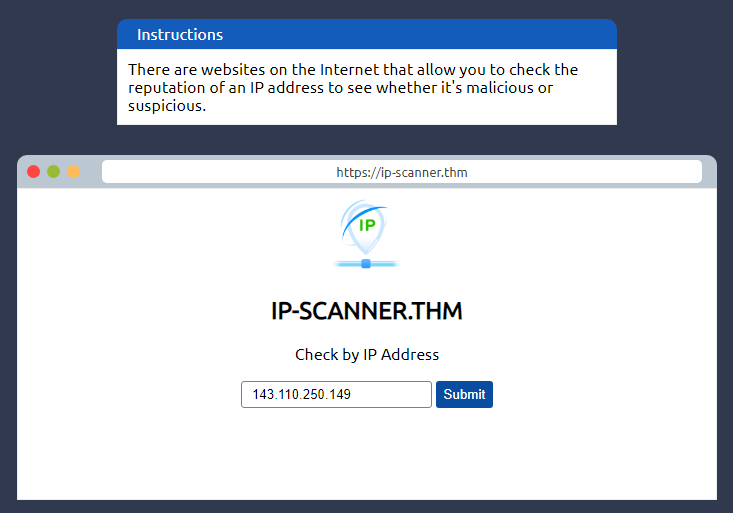 Instructions
There are websites on the Internet that allow you to check the
reputation of an IP address to see whether it's malicious or
suspicious.
https://ip-scanner.thm
IP
IP-SCANNER.THM
Check by IP Address
143.110.250.149 Submit